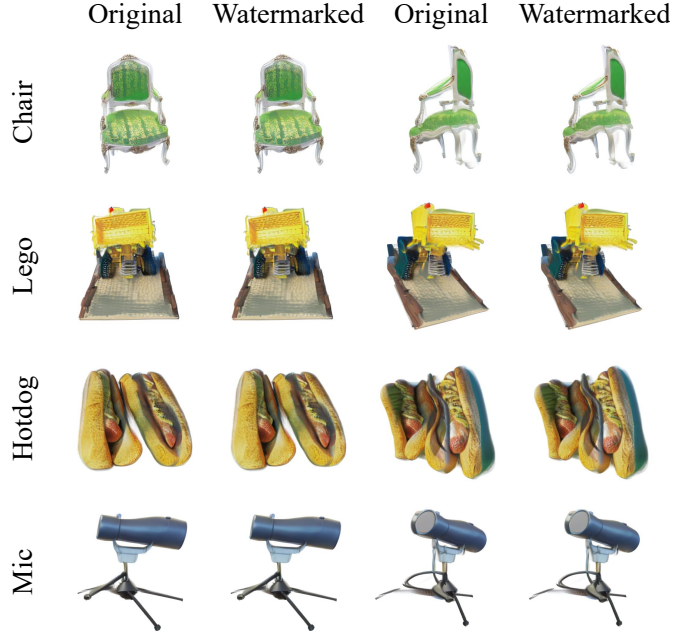 Original Watermarked Original Watermarked
Chair
Lego
Hotdog
Mic